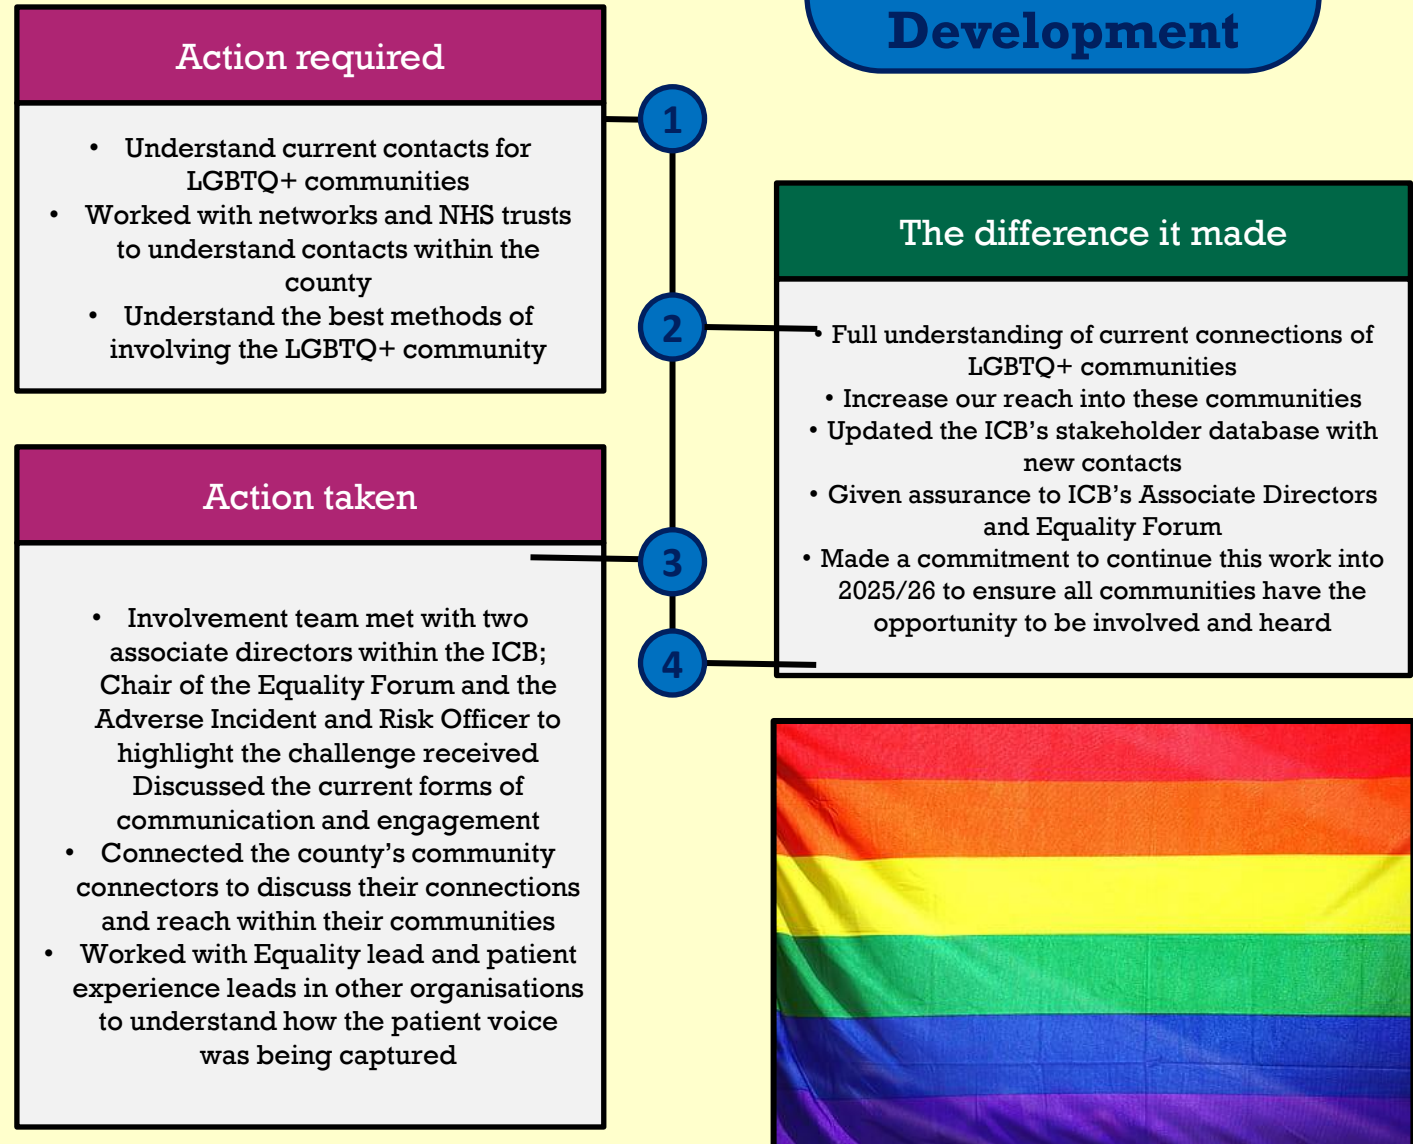 Development
Action required
• Understand current contacts for
LGBTQ+ communities
• Worked with networks and NHS trusts
to understand contacts within the
county
• Understand the best methods of
involving the LGBTQ+ community
1
2
The difference it made
• Full understanding of current connections of
LGBTQ+ communities
• Increase our reach into these communities
• Updated the ICB's stakeholder database with
new contacts
• Given assurance to ICB's Associate Directors
and Equality Forum
• Made a commitment to continue this work into
2025/26 to ensure all communities have the
opportunity to be involved and heard
Action taken
• Involvement team met with two
associate directors within the ICB;
Chair of the Equality Forum and the
Adverse Incident and Risk Officer to
highlight the challenge received
Discussed the current forms of
communication and engagement
• Connected the county's community
connectors to discuss their connections
and reach within their communities
• Worked with Equality lead and patient
experience leads in other organisations
to understand how the patient voice
was being captured
3
4